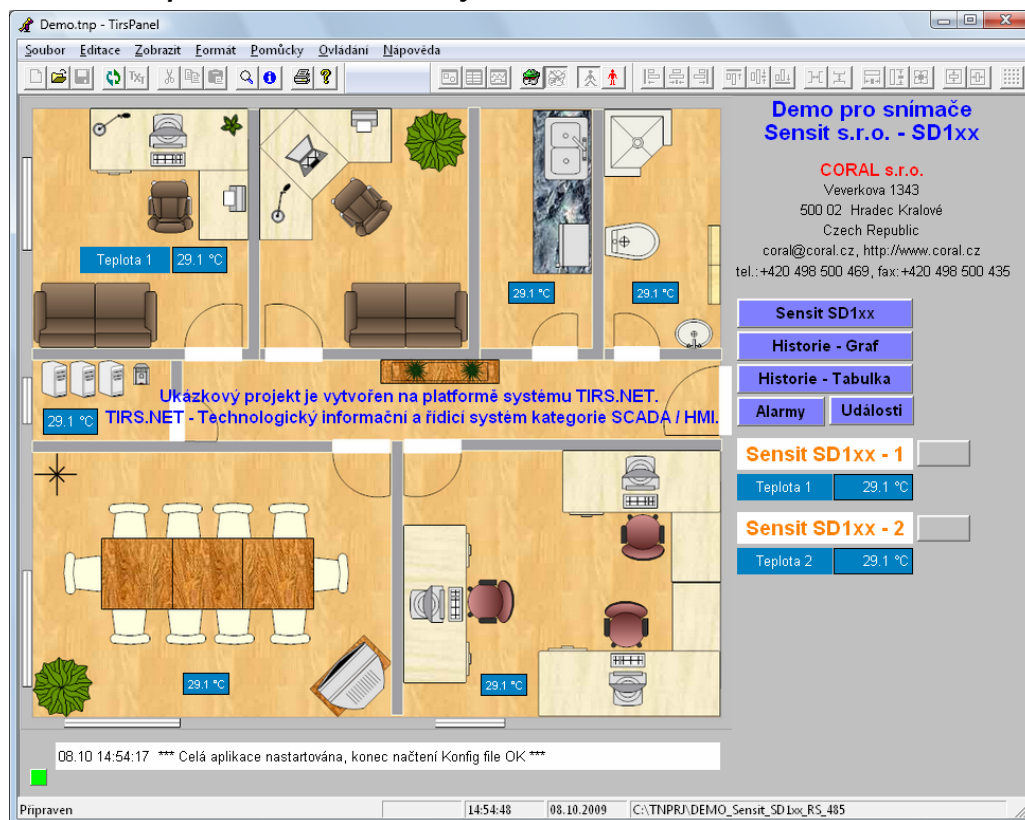 Demo.tnp - TirsPanel
Soubor Editace Zobrazit Formát Pomůcky Ovládání Nápověda
TXT
Demo pro snímače
Sensit s.r.o. - SD1xx
CORAL s.r.o.
Veverkova 1343
500 02 Hradec Kralové
Czech Republic
coral@coral.cz, http://www.coral.cz
tel.:+420 498 500 469, fax:+420 498 500 435
Teplota 1 29.1 °C
29.1 °C
29.1 °C
Sensit SD1xx
Historie - Graf
Historie - Tabulka
Alarmy Události
Ukázkový projekt je vytvořen na platformě systému TIRS.NET.
29.1 °C
TIRS.NET - Technologický informační a řídicí systém kategorie SCADA / HMI.
Sensit SD1xx - 1
Teplota 1 29.1 °C
Sensit SD1xx - 2
Teplota 2 29.1 °C
29.1 °C
29.1 °C
08.10 14:54:17 *** Celá aplikace nastartována, konec načtení Konfig file OK ***
Připraven 14:54:48 08.10.2009 C:\TNPRJ\DEMO_Sensit_SD1xx_RS_485